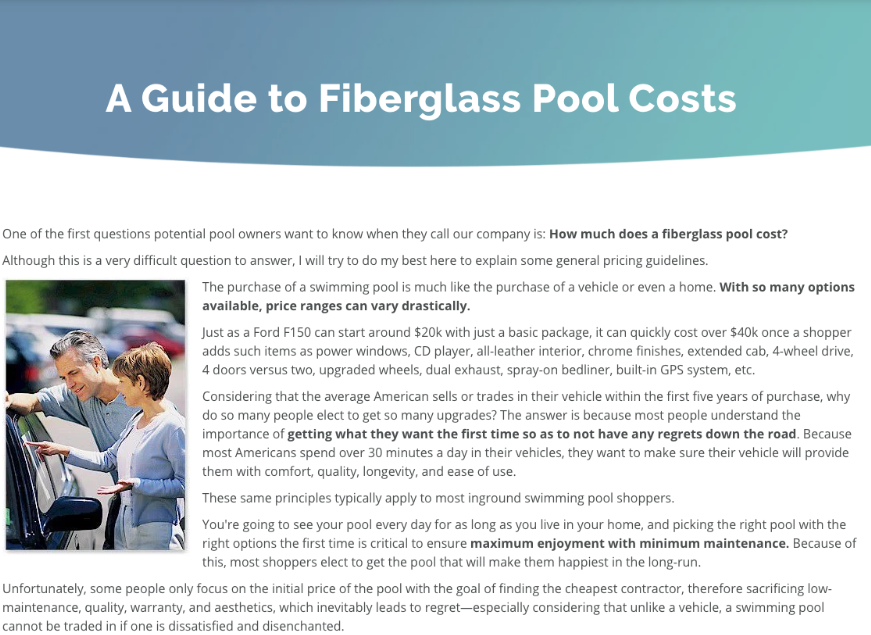 A Guide to Fiberglass Pool Costs
One of the first questions potential pool owners want to know when they call our company is: How much does a fiberglass pool cost?
Although this is a very difficult question to answer, I will try to do my best here to explain some general pricing guidelines.
The purchase of a swimming pool is much like the purchase of a vehicle or even a home. With so many options
available, price ranges can vary drastically.
Just as a Ford F150 can start around $20k with just a basic package, it can quickly cost over $40k once a shopper
adds such items as power windows, CD player, all-leather interior, chrome finishes, extended cab, 4-wheel drive,
4 doors versus two, upgraded wheels, dual exhaust, spray-on bedliner, built-in GPS system, etc.
Considering that the average American sells or trades in their vehicle within the first five years of purchase, why
do so many people elect to get so many upgrades? The answer is because most people understand the
importance of getting what they want the first time so as to not have any regrets down the road. Because
most Americans spend over 30 minutes a day in their vehicles, they want to make sure their vehicle will provide
them with comfort, quality, longevity, and ease of use.
These same principles typically apply to most inground swimming pool shoppers.
You're going to see your pool every day for as long as you live in your home, and picking the right pool with the
right options the first time is critical to ensure maximum enjoyment with minimum maintenance. Because of
this, most shoppers elect to get the pool that will make them happiest in the long-run.
Unfortunately, some people only focus on the initial price of the pool with the goal of finding the cheapest contractor, therefore sacrificing low-
maintenance, quality, warranty, and aesthetics, which inevitably leads to regret—especially considering that unlike a vehicle, a swimming pool
cannot be traded in if one is dissatisfied and disenchanted.